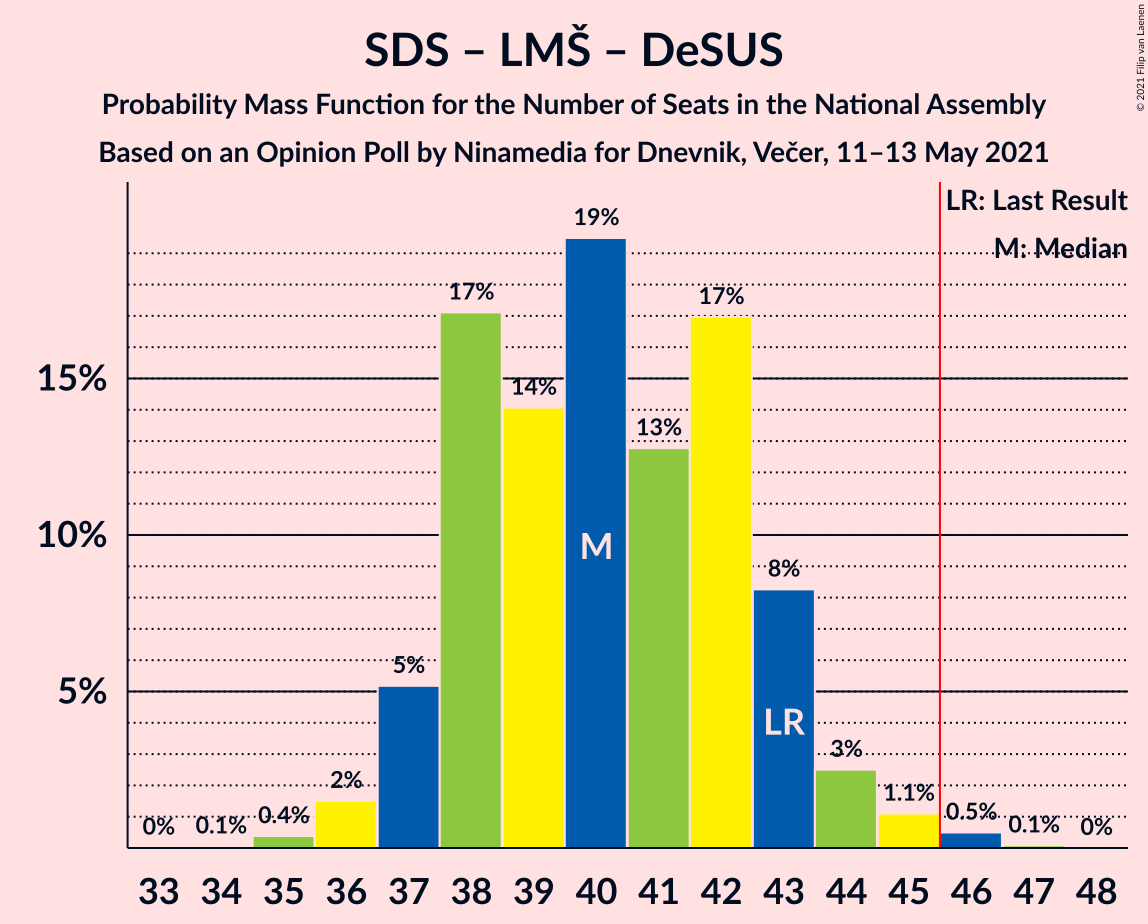 SDS – LMŠ – DeSUS
Probability Mass Function for the Number of Seats in the National Assembly
Based on an Opinion Poll by Ninamedia for Dnevnik, Večer, 11–13 May 2021
© 2021 Filip van Laenen
LR: Last Result
M: Median
15%
10%
5%
0%
0.1%
0.4%
2%
5%
17%
14%
19%
13%
17%
8%
3%
1.1%
0.5%
0.1%
0%
M
LR
33 34 35 36 37 38 39 40 41 42 43 44 45 46 47 48